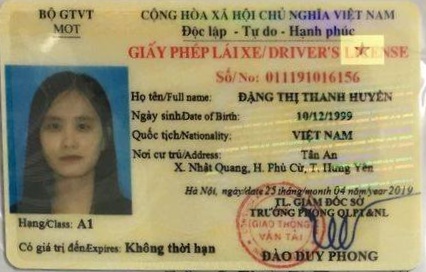 BỘ GTVT
MOT
CỘNG HÒA XÃ HỘI CHỦ NGHĨA VIỆT NAM
Độc lập - Tự do - Hạnh phúc
GIẤY PHÉP LÁI XE/ DRIVER'S LICENSE
Số/No: 011191016156
Họ tên/Full name: ĐẶNG THỊ THANH HUYỀN
Ngày sinh/Date of Birth: 10/12/1999
Quốc tịch/Nationality: VIỆT NAM
Nơi cư trú/Address: Tân An
X. Nhật Quang, H. Phù Cừ, T. Hưng Yên
Hà Nội, ngày/date 25 tháng/month 04 năm/year 2019
TL. GIÁM ĐỐC SỞ
TRƯỞNG PHÒNG QLPT&NL
GIAO THÔNG
VẬN TẢI
Hạng/Class: A1
Có giá trị đến/Expires: Không thời hạn
ĐÀO DUY PHONG